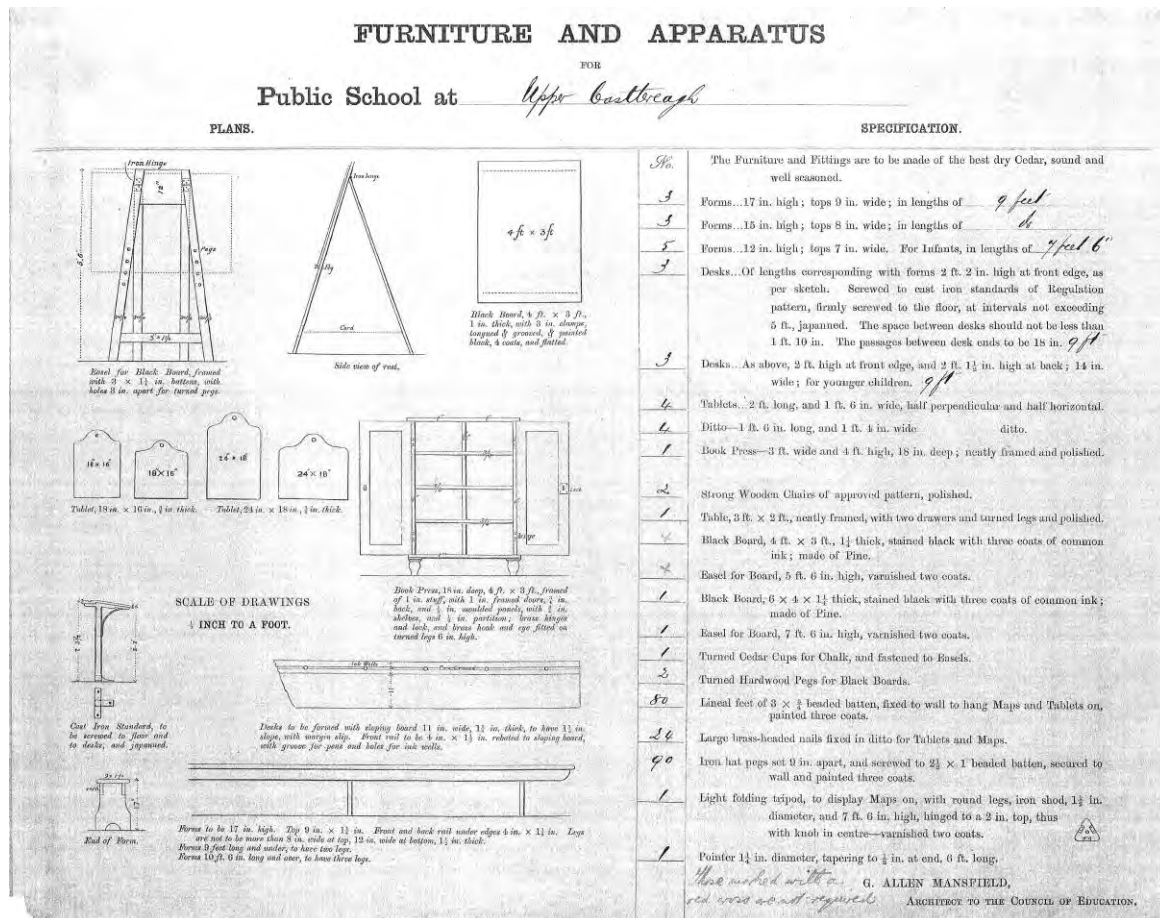 FURNITURE AND APPARATUS
FOR
Public School at Upper Castlereagh
PLANS.
Iron Hinge
12"
5.6"
Pegs
5" × 1¼
Easel for Black Board, framed
with 3 × 1¼ in. battens, with
holes 3 in. apart for turned pegs.
Iron hinge
Cord
Side view of rest.
4 ft × 3 ft
Black Board, 4 ft. × 3 ft.,
1 in. thick, with 3 in. clamps,
tongued & grooved, & painted
black, 4 coats, and flatted.
18" × 16"
18 × 16"
24" × 18"
24" × 18"
Tablet, 18 in. × 16 in., ¾ in. thick.
Tablet, 24 in. × 18 in., ¾ in. thick.
Lock
hinge
Book Press, 18 in. deep, 4 ft. × 3 ft., framed
of 1 in. stuff, with 1 in. framed doors, in.
back, and in. moulded panels, with in.
shelves, and in. partition; brass hinges
and lock, and brass hook and eye fitted on
turned legs 6 in. high.
SCALE OF DRAWINGS
INCH TO A FOOT.
Cast Iron Standard, to
be screwed to floor and
to desks, and japanned.
Ink Wells
Pen Groove
Desks to be formed with sloping board 11 in. wide, 1¼ in. thick, to have 1¼ in.
slope, with margin slip. Front rail to be 4 in. × 1¼ in. rebated to sloping board,
with groove for pens and holes for ink wells.
17"
End of Form.
Forms to be 17 in. high. Top 9 in. × 1¼ in. Front and back rail under edges 4 in. × 1¼ in. Legs
are not to be more than 8 in. wide at top, 12 in. wide at bottom, 1¼ in. thick.
Forms 9 feet long and under, to have two legs.
Forms 10 ft. 6 in. long and over, to have three legs.
SPECIFICATION.
No. The Furniture and Fittings are to be made of the best dry Cedar, sound and
well seasoned.
3 Forms...17 in. high; tops 9 in. wide; in lengths of 9 feet
3 Forms...15 in. high; tops 8 in. wide; in lengths of do
5 Forms...12 in. high; tops 7 in. wide. For Infants, in lengths of 7 feet 6"
3 Desks...Of lengths corresponding with forms 2 ft. 2 in. high at front edge, as
per sketch. Screwed to cast iron standards of Regulation
pattern, firmly screwed to the floor, at intervals not exceeding
5 ft., japanned. The space between desks should not be less than
1 ft. 10 in. The passages between desk ends to be 18 in. 9 ft
3 Desks...As above, 2 ft. high at front edge, and 2 ft. 1½ in. high at back; 14 in.
wide; for younger children. 9 ft
4 Tablets...2 ft. long, and 1 ft. 6 in. wide, half perpendicular and half horizontal.
4 Ditto—1 ft. 6 in. long, and 1 ft. 4 in. wide ditto.
1 Book Press—3 ft. wide and 4 ft. high, 18 in. deep; neatly framed and polished.
2 Strong Wooden Chairs of approved pattern, polished.
1 Table, 3 ft. × 2 ft., neatly framed, with two drawers and turned legs and polished.
Black Board, 4 ft. × 3 ft., 1¼ thick, stained black with three coats of common
ink; made of Pine.
Easel for Board, 5 ft. 6 in. high, varnished two coats.
1 Black Board, 6 × 4 × 1¼ thick, stained black with three coats of common ink;
made of Pine.
1 Easel for Board, 7 ft. 6 in. high, varnished two coats.
1 Turned Cedar Cups for Chalk, and fastened to Easels.
2 Turned Hardwood Pegs for Black Boards.
80 Lineal feet of 3 × beaded batten, fixed to wall to hang Maps and Tablets on,
painted three coats.
24 Large brass-headed nails fixed in ditto for Tablets and Maps.
90 Iron hat pegs set 9 in. apart, and screwed to 2½ × 1 beaded batten, secured to
wall and painted three coats.
1 Light folding tripod, to display Maps on, with round legs, iron shod, 1¼ in.
diameter, and 7 ft. 6 in. high, hinged to a 2 in. top, thus
with knob in centre—varnished two coats.
1 Pointer 1¼ in. diameter, tapering to ½ in. at end, 6 ft. long.
Those marked with a
red cross are not required
G. ALLEN MANSFIELD,
ARCHITECT TO THE COUNCIL OF EDUCATION.